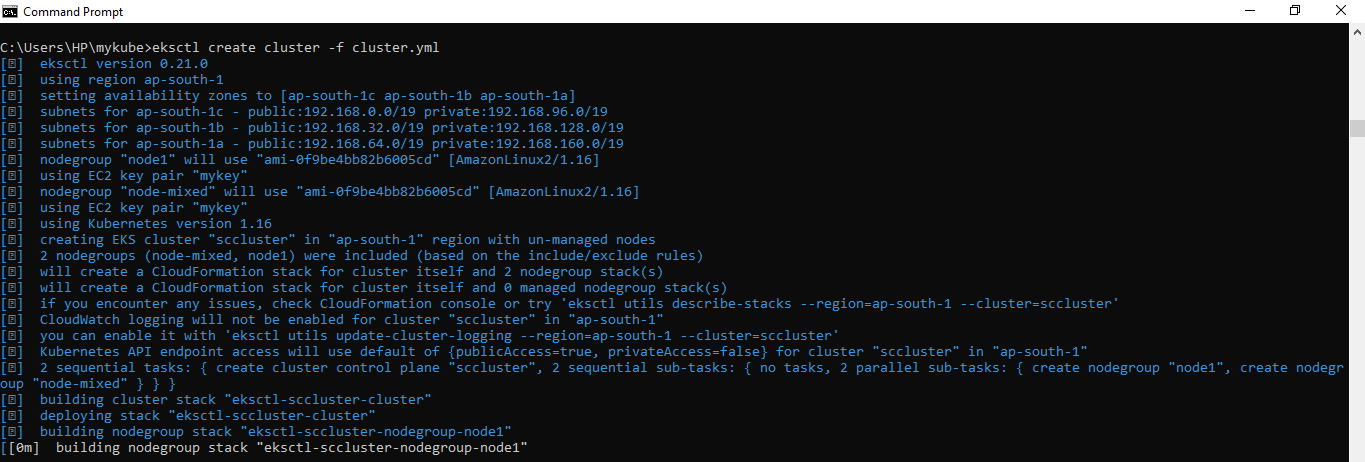 Command Prompt
C:\Users\HP\mykube>eksctl create cluster -f cluster.yml
[⍰]  eksctl version 0.21.0
[⍰]  using region ap-south-1
[⍰]  setting availability zones to [ap-south-1c ap-south-1b ap-south-1a]
[⍰]  subnets for ap-south-1c - public:192.168.0.0/19 private:192.168.96.0/19
[⍰]  subnets for ap-south-1b - public:192.168.32.0/19 private:192.168.128.0/19
[⍰]  subnets for ap-south-1a - public:192.168.64.0/19 private:192.168.160.0/19
[⍰]  nodegroup "node1" will use "ami-0f9be4bb82b6005cd" [AmazonLinux2/1.16]
[⍰]  using EC2 key pair "mykey"
[⍰]  nodegroup "node-mixed" will use "ami-0f9be4bb82b6005cd" [AmazonLinux2/1.16]
[⍰]  using EC2 key pair "mykey"
[⍰]  using Kubernetes version 1.16
[⍰]  creating EKS cluster "sccluster" in "ap-south-1" region with un-managed nodes
[⍰]  2 nodegroups (node-mixed, node1) were included (based on the include/exclude rules)
[⍰]  will create a CloudFormation stack for cluster itself and 2 nodegroup stack(s)
[⍰]  will create a CloudFormation stack for cluster itself and 0 managed nodegroup stack(s)
[⍰]  if you encounter any issues, check CloudFormation console or try 'eksctl utils describe-stacks --region=ap-south-1 --cluster=sccluster'
[⍰]  CloudWatch logging will not be enabled for cluster "sccluster" in "ap-south-1"
[⍰]  you can enable it with 'eksctl utils update-cluster-logging --region=ap-south-1 --cluster=sccluster'
[⍰]  Kubernetes API endpoint access will use default of {publicAccess=true, privateAccess=false} for cluster "sccluster" in "ap-south-1"
[⍰]  2 sequential tasks: { create cluster control plane "sccluster", 2 sequential sub-tasks: { no tasks, 2 parallel sub-tasks: { create nodegroup "node1", create nodegr
oup "node-mixed" } } }
[⍰]  building cluster stack "eksctl-sccluster-cluster"
[⍰]  deploying stack "eksctl-sccluster-cluster"
[⍰]  building nodegroup stack "eksctl-sccluster-nodegroup-node1"
[[0m]  building nodegroup stack "eksctl-sccluster-nodegroup-node1"